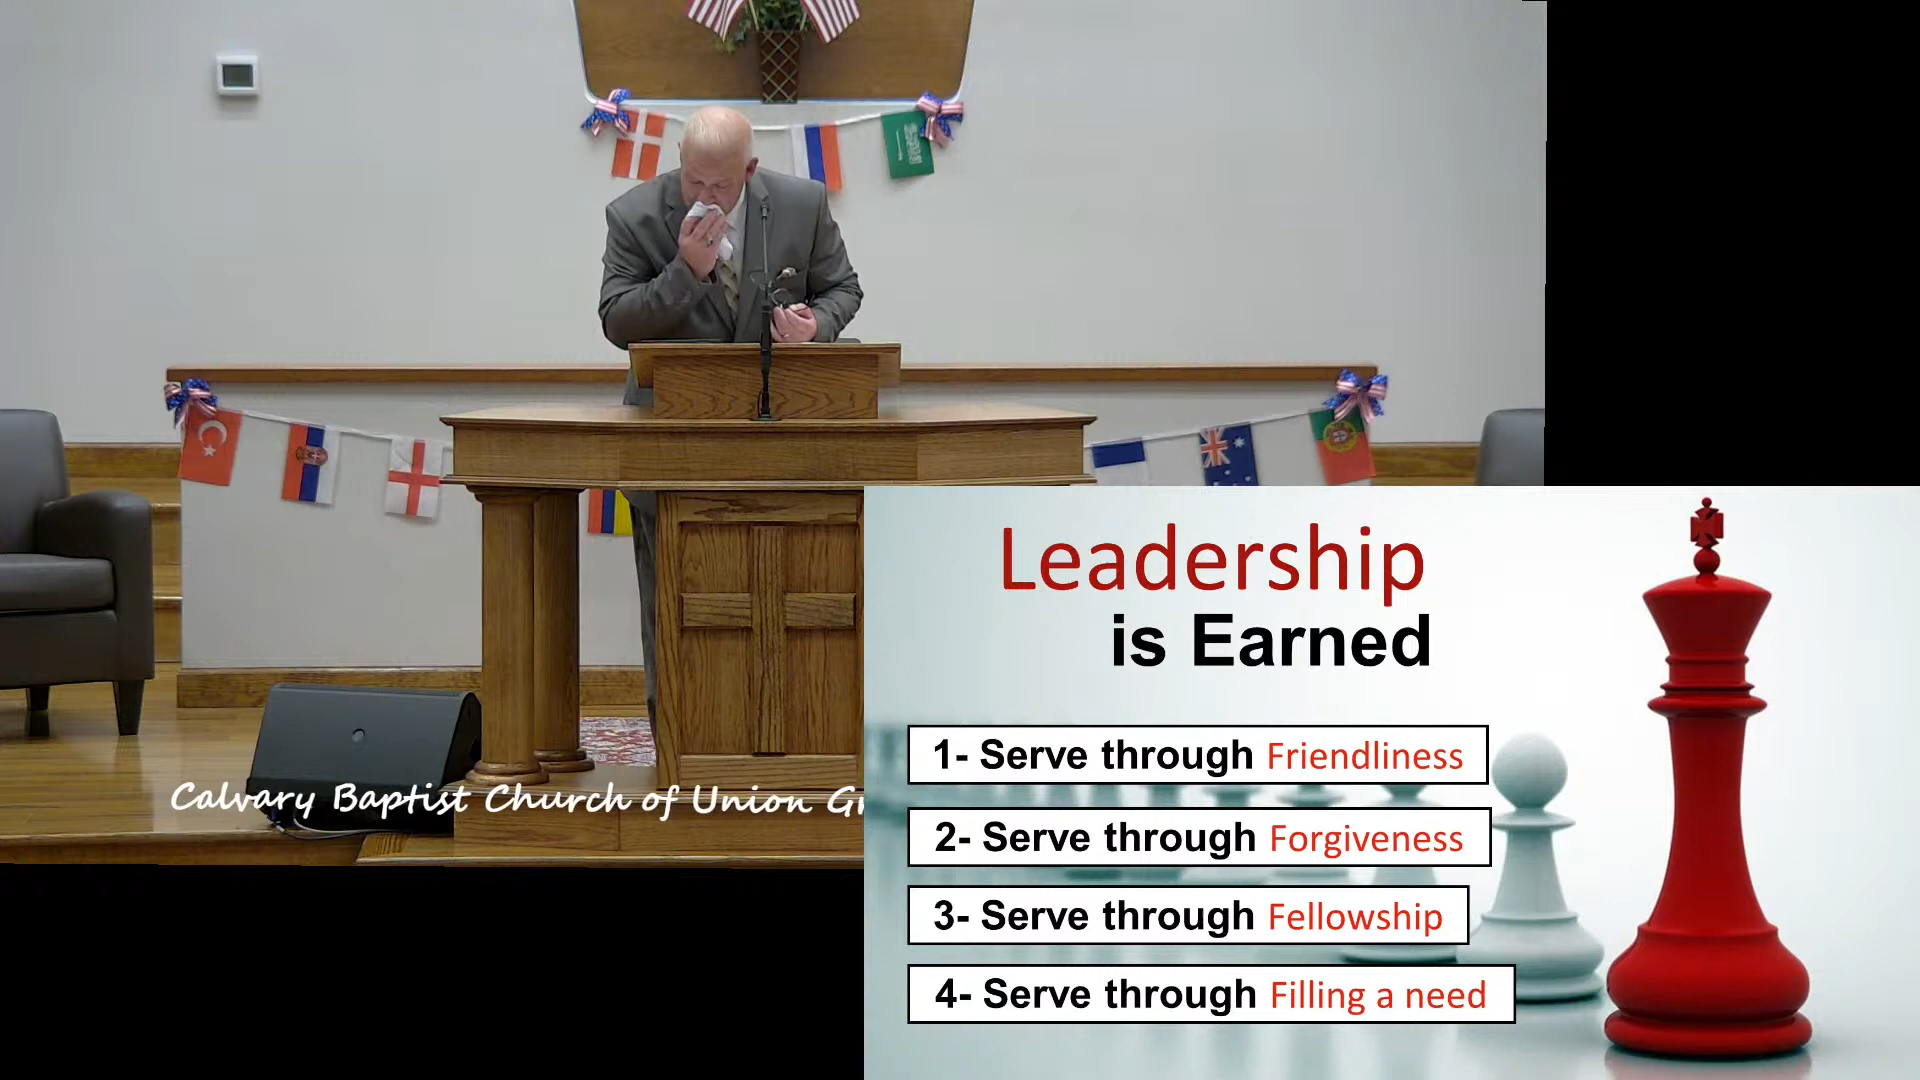 Calvary Baptist Church of Union Gr
Leadership
is Earned
1- Serve through Friendliness
2- Serve through Forgiveness
3- Serve through Fellowship
4- Serve through Filling a need